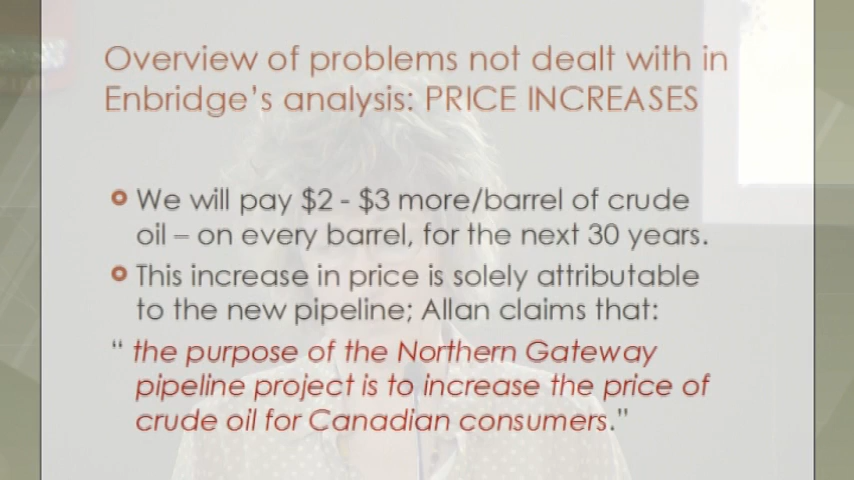 Overview of problems not dealt with in
Enbridge's analysis: PRICE INCREASES
We will pay $2 - $3 more/barrel of crude
oil – on every barrel, for the next 30 years.
This increase in price is solely attributable
to the new pipeline; Allan claims that:
“ the purpose of the Northern Gateway
pipeline project is to increase the price of
crude oil for Canadian consumers.”